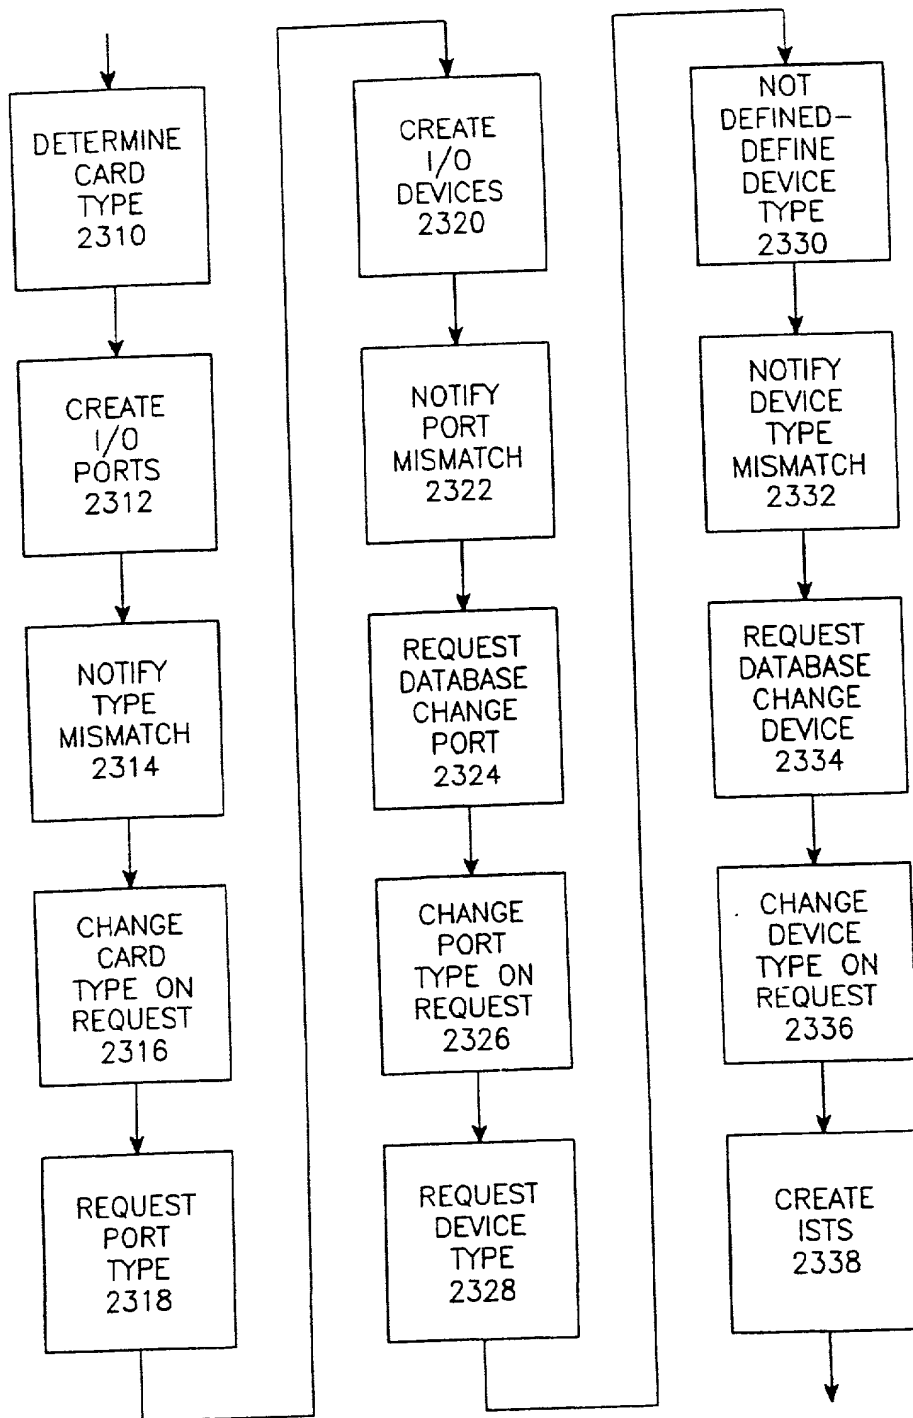 DETERMINE
CARD
TYPE
2310
CREATE
I/O
PORTS
2312
NOTIFY
TYPE
MISMATCH
2314
CHANGE
CARD
TYPE ON
REQUEST
2316
REQUEST
PORT
TYPE
2318
CREATE
I/O
DEVICES
2320
NOTIFY
PORT
MISMATCH
2322
REQUEST
DATABASE
CHANGE
PORT
2324
CHANGE
PORT
TYPE ON
REQUEST
2326
REQUEST
DEVICE
TYPE
2328
NOT
DEFINED-
DEFINE
DEVICE
TYPE
2330
NOTIFY
DEVICE
TYPE
MISMATCH
2332
REQUEST
DATABASE
CHANGE
DEVICE
2334
CHANGE
DEVICE
TYPE ON
REQUEST
2336
CREATE
ISTS
2338